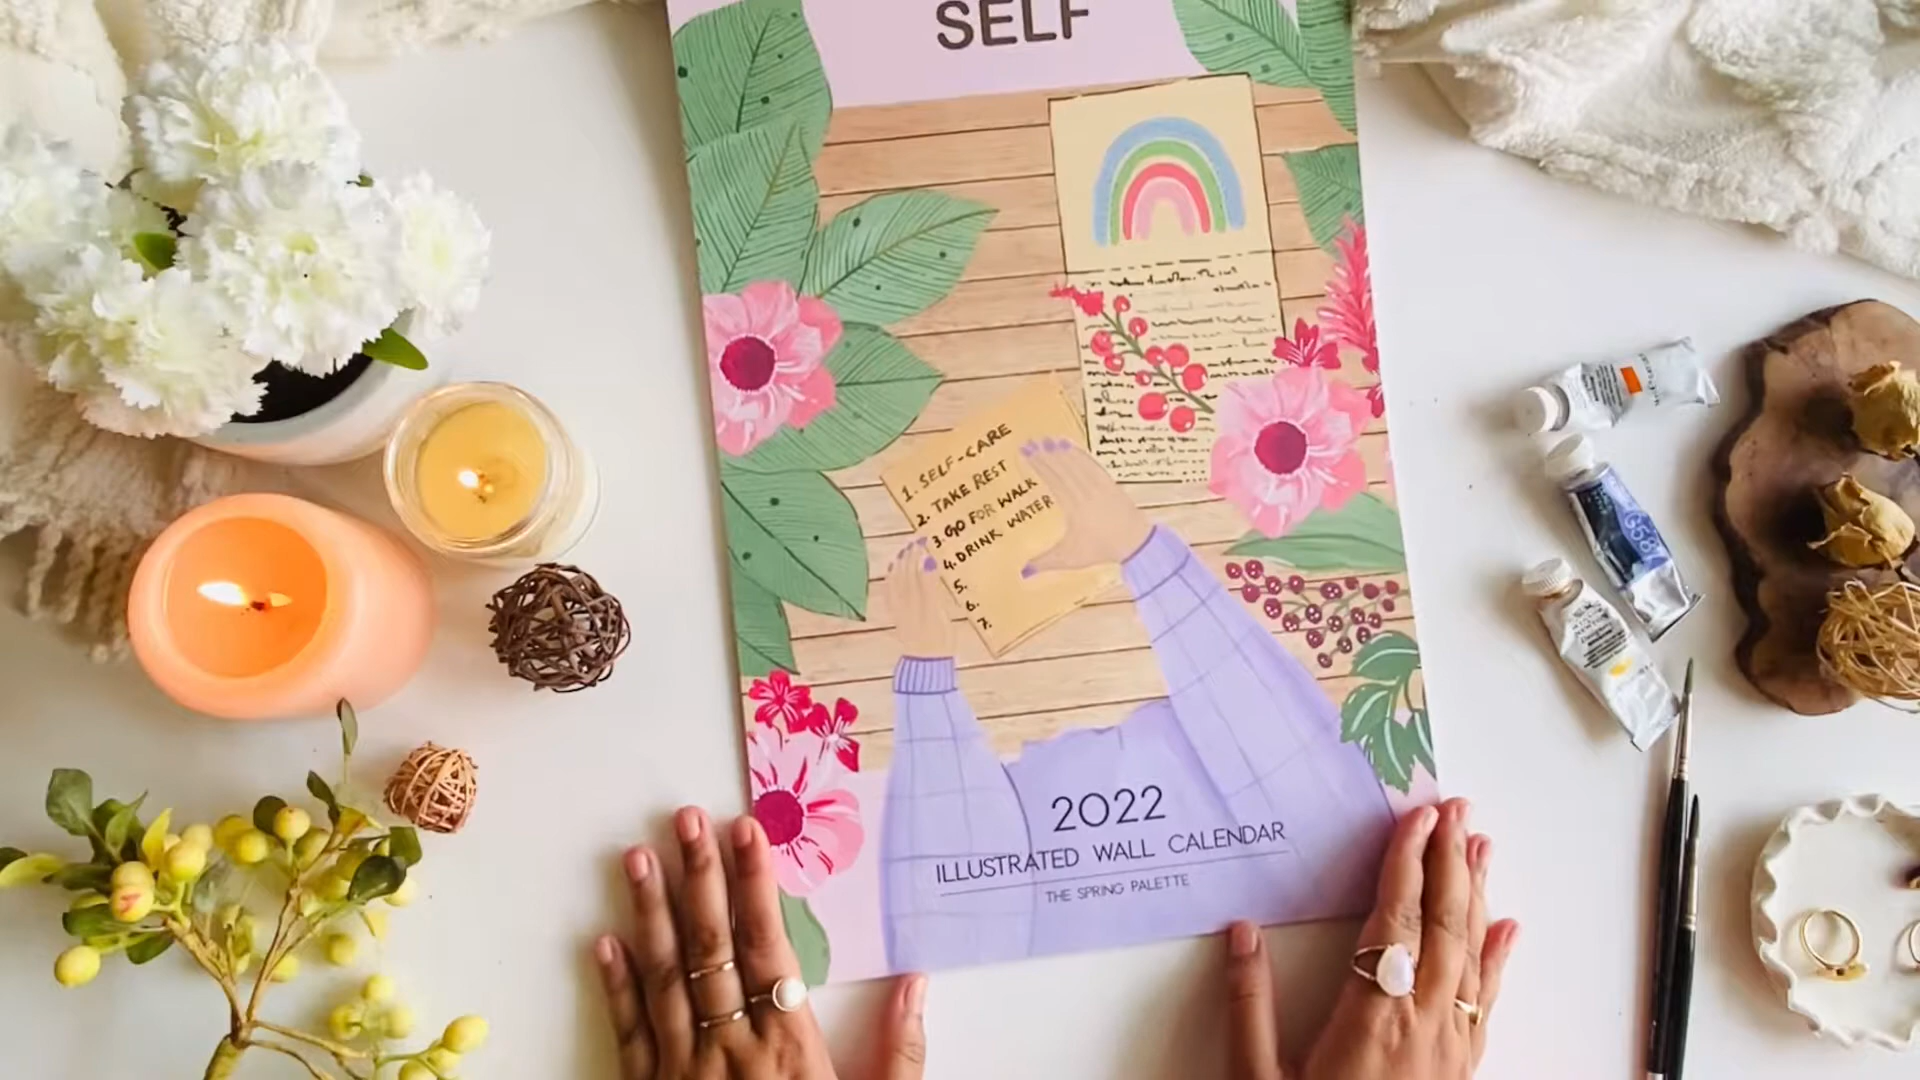 SELF
1. SELF-CARE
2. TAKE REST
3. GO FOR WALK
4. DRINK WATER
5.
6.
7.
2022
ILLUSTRATED WALL CALENDAR
THE SPRING PALETTE